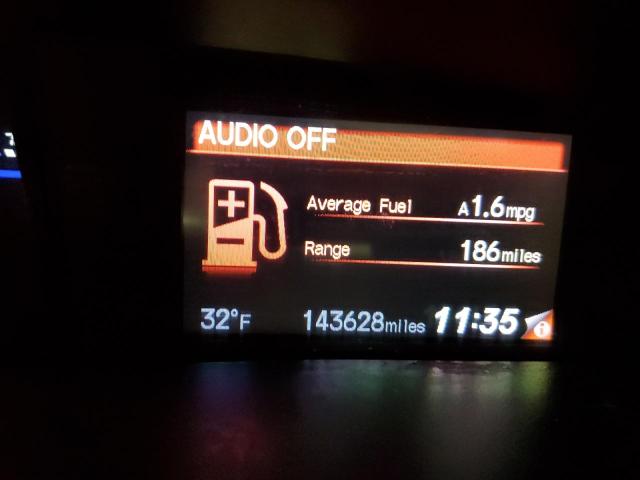 AUDIO OFF
Average Fuel A1.6mpg
Range 186miles
32°F 143628miles 11:35 i